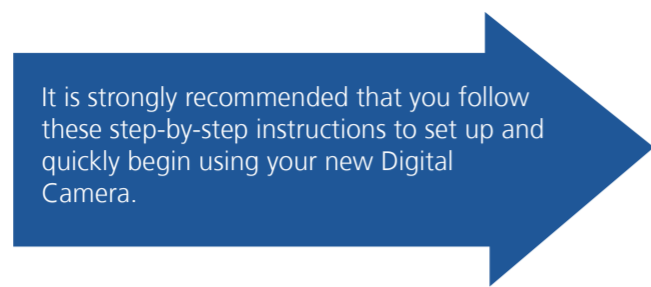 It is strongly recommended that you follow
these step-by-step instructions to set up and
quickly begin using your new Digital
Camera.